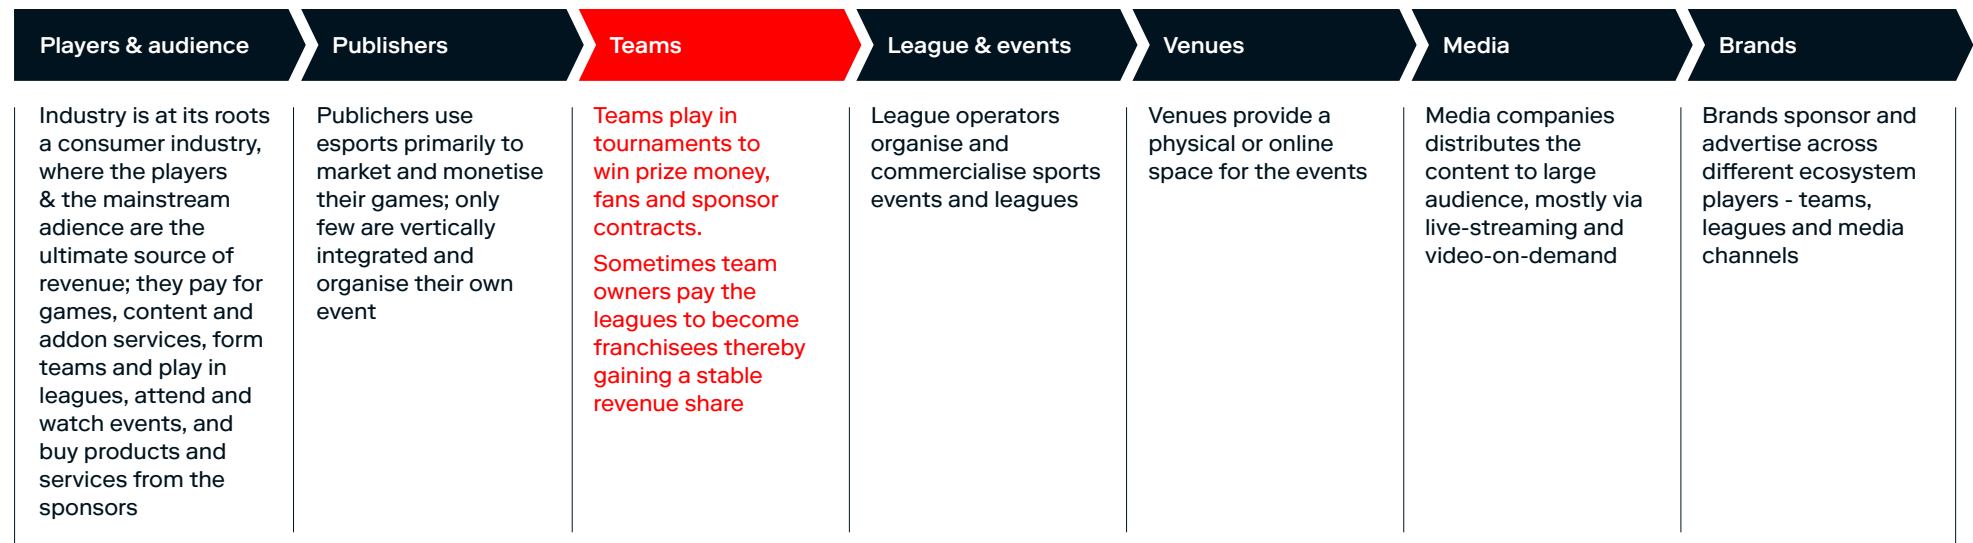 Players & audience
Publishers
Teams
League & events
Venues
Media
Brands
Industry is at its roots
a consumer industry,
where the players
& the mainstream
adience are the
ultimate source of
revenue; they pay for
games, content and
addon services, form
teams and play in
leagues, attend and
watch events, and
buy products and
services from the
sponsors
Publichers use
esports primarily to
market and monetise
their games; only
few are vertically
integrated and
organise their own
event
Teams play in
tournaments to
win prize money,
fans and sponsor
contracts.
Sometimes team
owners pay the
leagues to become
franchisees thereby
gaining a stable
revenue share
League operators
organise and
commercialise sports
events and leagues
Venues provide a
physical or online
space for the events
Media companies
distributes the
content to large
audience, mostly via
live-streaming and
video-on-demand
Brands sponsor and
advertise across
different ecosystem
players - teams,
leagues and media
channels